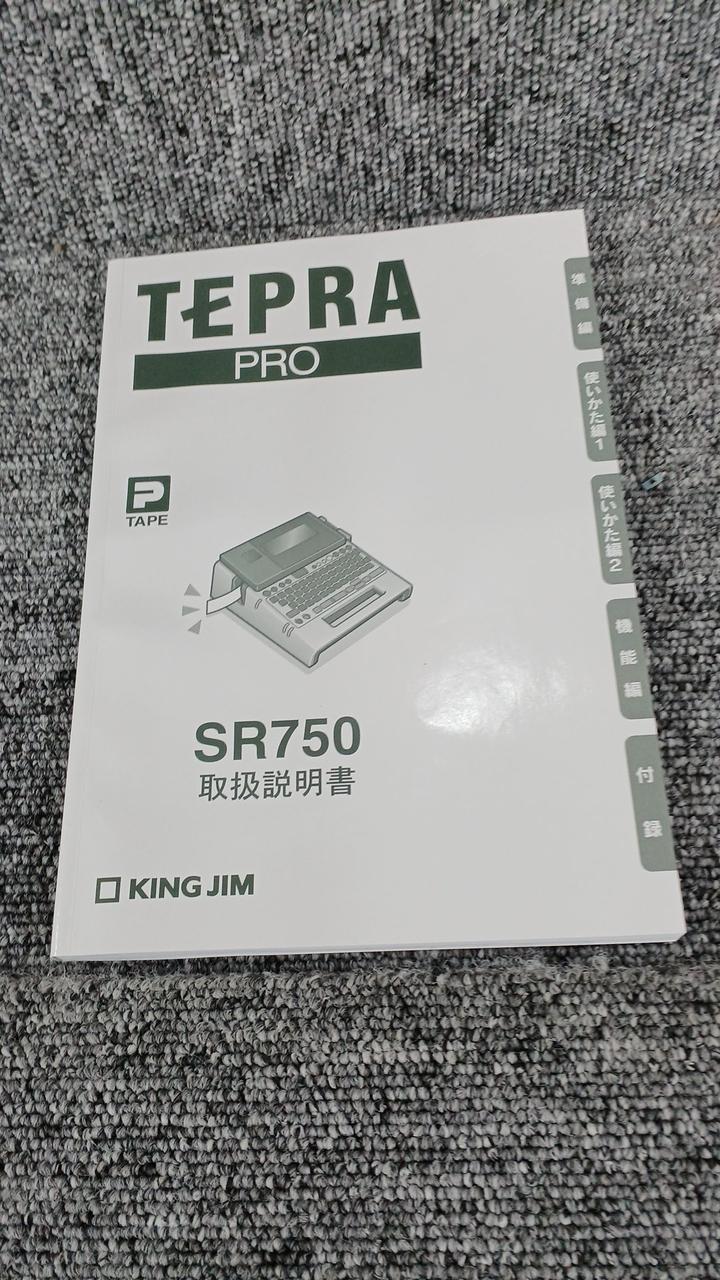 TEPRA
PRO
TAPE
SR750
取扱説明書
KING JIM
準備編
使いかた編1
使いかた編2
機能編
付録